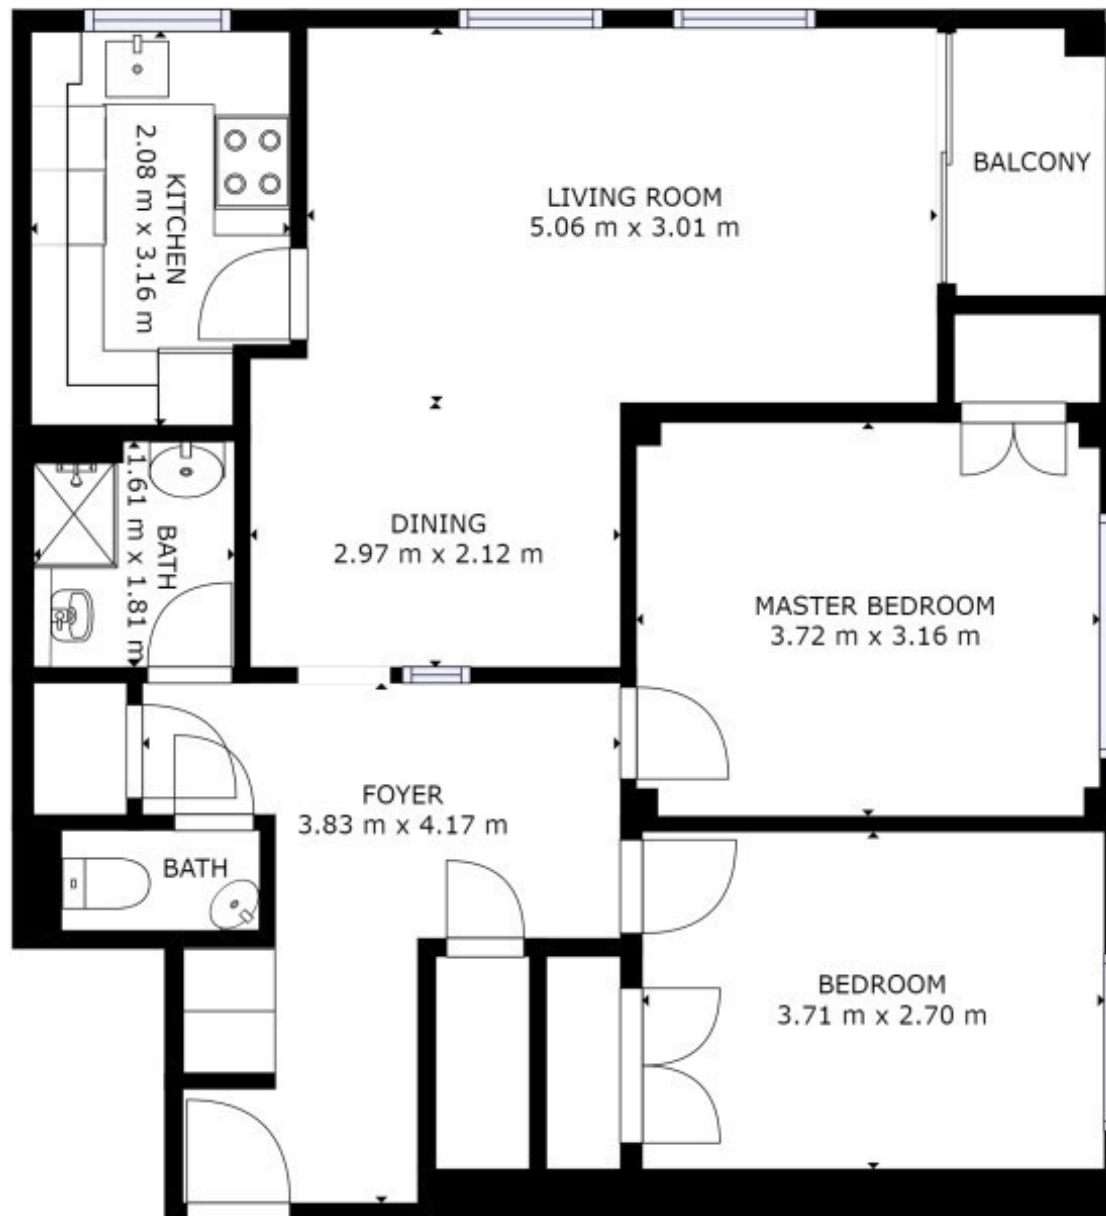 KITCHEN
2.08 m x 3.16 m
LIVING ROOM
5.06 m x 3.01 m
BALCONY
BATH
1.61 m x 1.81 m
DINING
2.97 m x 2.12 m
MASTER BEDROOM
3.72 m x 3.16 m
FOYER
3.83 m x 4.17 m
BATH
BEDROOM
3.71 m x 2.70 m